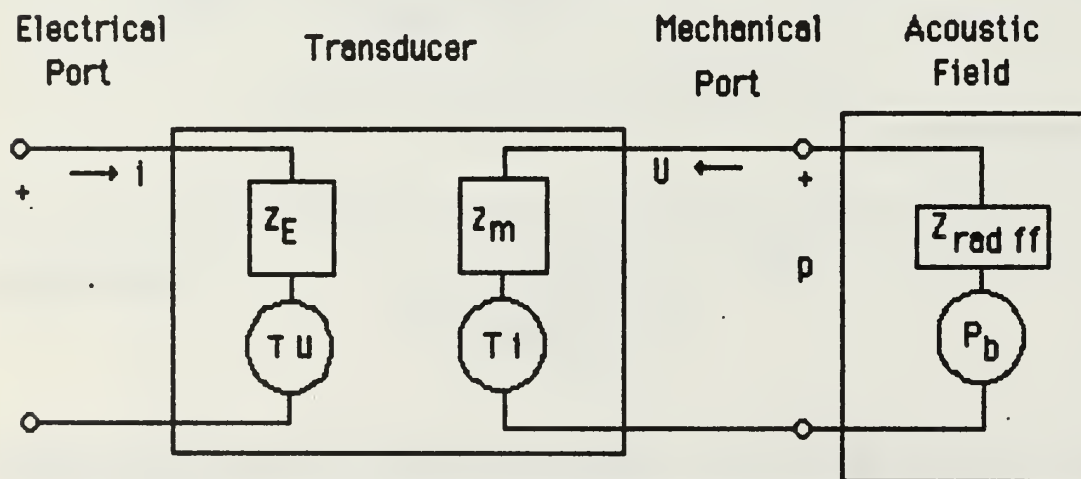 Electrical
Port
Transducer
Mechanical
Port
Acoustic
Field
+
i
U
+
p
Z_E
Z_m
Z_rad ff
T U
T i
P_b